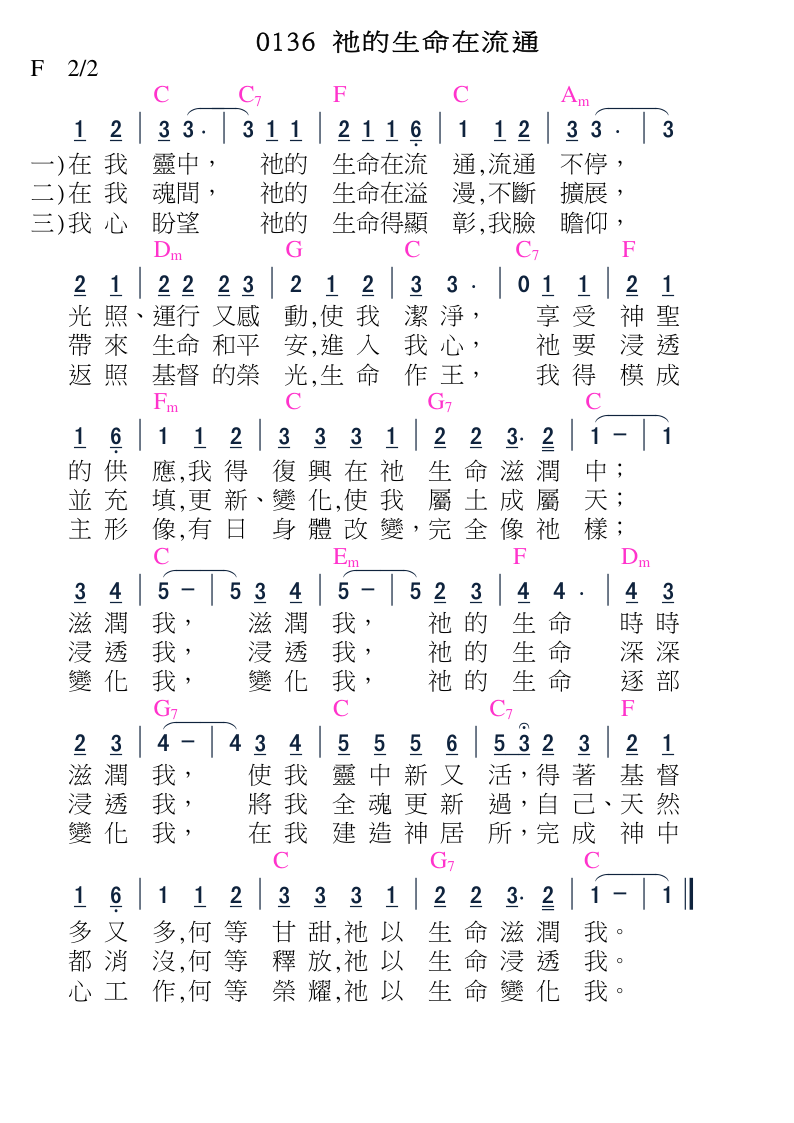 0136 祂的生命在流通
F 2/2
C C7 F C Am
1 2 | 3 3 . | 3 1 1 | 2 1 1 6 | 1 1 2 | 3 3 . | 3
一)在 我 靈中， 祂的 生命在流 通,流通 不停，
二)在 我 魂間， 祂的 生命在溢 漫,不斷 擴展，
三)我 心 盼望 祂的 生命得顯 彰,我臉 瞻仰，
Dm G C C7 F
2 1 | 2 2 2 3 | 2 1 2 | 3 3 . | 0 1 1 | 2 1
光 照、運行 又感 動,使 我 潔 淨， 享 受 神 聖
帶 來 生命 和平 安,進 入 我 心， 祂 要 浸 透
返 照 基督 的榮 光,生 命 作 王， 我 得 模 成
Fm C G7 C
1 6 | 1 1 2 | 3 3 3 1 | 2 2 3. 2 | 1 - | 1
的 供 應,我 得 復 興 在 祂 生 命 滋 潤 中；
並 充 填,更 新、變 化,使 我 屬 土 成 屬 天；
主 形 像,有 日 身 體 改 變，完 全 像 祂 樣；
C Em F Dm
3 4 | 5 - | 5 3 4 | 5 - | 5 2 3 | 4 4 . | 4 3
滋 潤 我， 滋 潤 我， 祂 的 生 命 時 時
浸 透 我， 浸 透 我， 祂 的 生 命 深 深
變 化 我， 變 化 我， 祂 的 生 命 逐 部
G7 C C7 F
2 3 | 4 - | 4 3 4 | 5 5 5 6 | 5 3 2 3 | 2 1
滋 潤 我， 使 我 靈 中 新 又 活，得 著 基 督
浸 透 我， 將 我 全 魂 更 新 過，自 己、天 然
變 化 我， 在 我 建 造 神 居 所，完 成 神 中
C G7 C
1 6 | 1 1 2 | 3 3 3 1 | 2 2 3. 2 | 1 - | 1 ‖
多 又 多,何 等 甘 甜,祂 以 生 命 滋 潤 我。
都 消 沒,何 等 釋 放,祂 以 生 命 浸 透 我。
心 工 作,何 等 榮 耀,祂 以 生 命 變 化 我。